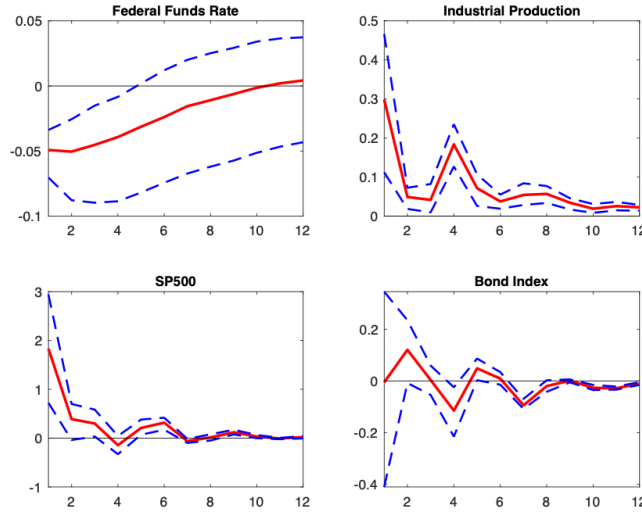 Federal Funds Rate
0.05
0
-0.05
-0.1
2 4 6 8 10 12
Industrial Production
0.5
0.4
0.3
0.2
0.1
0
2 4 6 8 10 12
SP500
3
2
1
0
-1
2 4 6 8 10 12
Bond Index
0.2
0
-0.2
-0.4
2 4 6 8 10 12